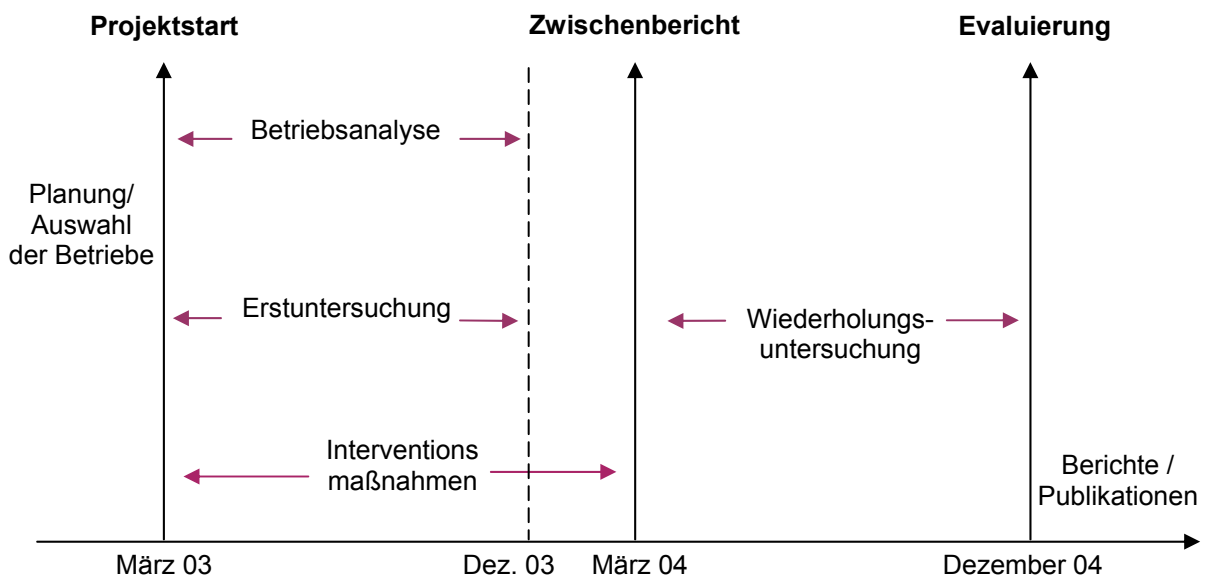 Projektstart
Zwischenbericht
Evaluierung
Betriebsanalyse
Planung/
Auswahl
der Betriebe
Erstuntersuchung
Wiederholungs-
untersuchung
Interventions
maßnahmen
Berichte /
Publikationen
März 03
Dez. 03
März 04
Dezember 04